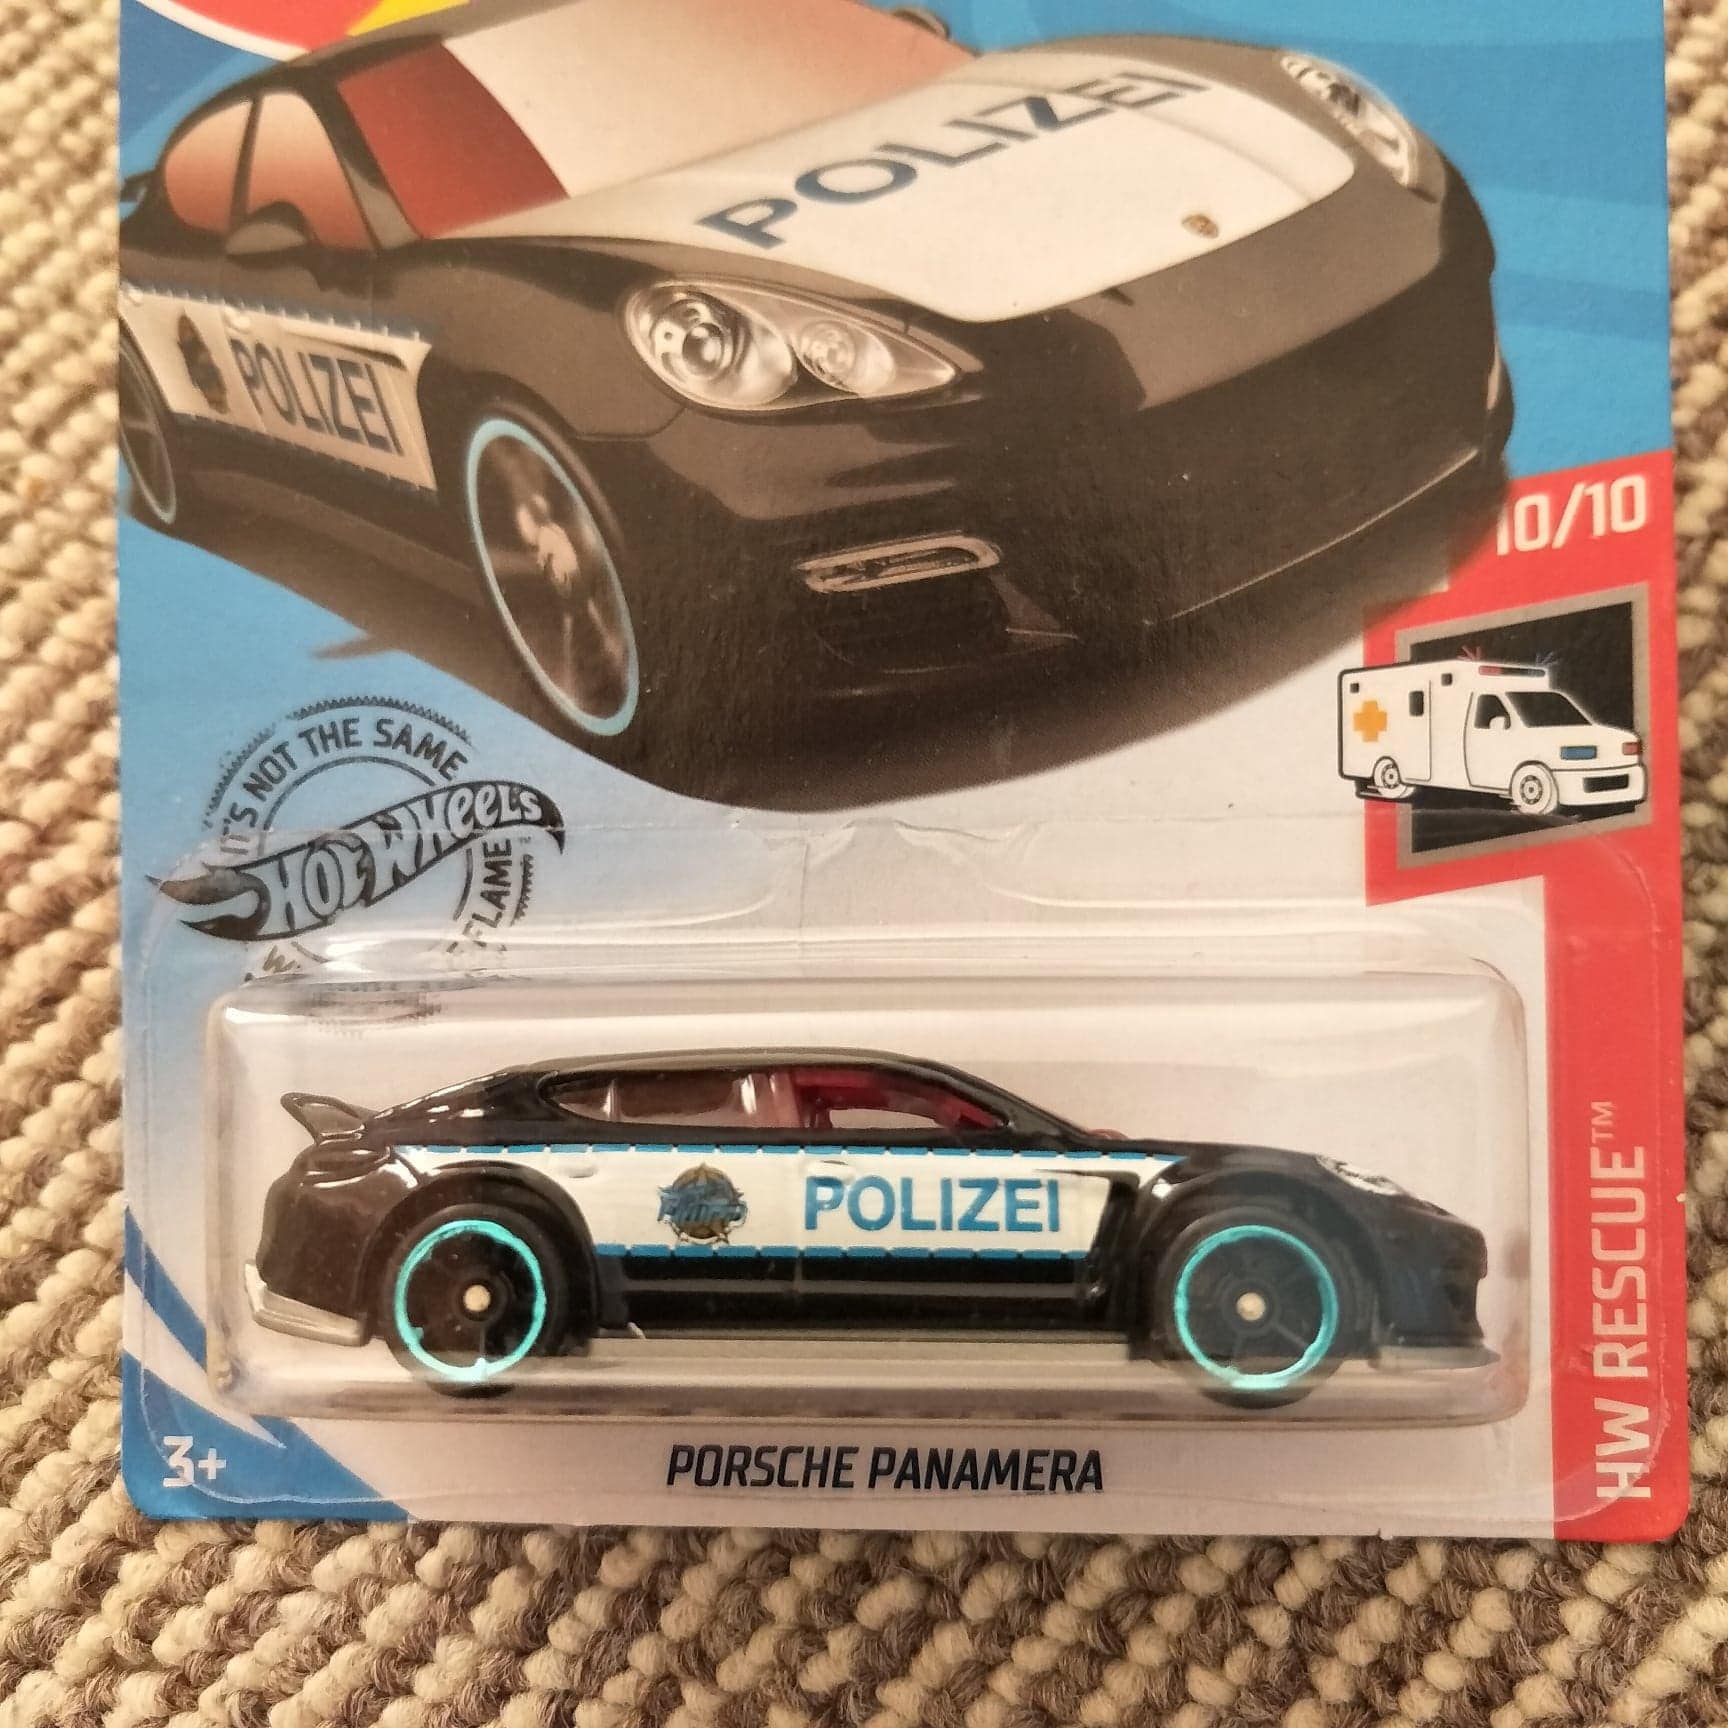 POLIZEI
POLIZEI
10/10
IT'S NOT THE SAME
HOT WHEELS
FLAME
POLIZEI
HW RESCUE™
3+
PORSCHE PANAMERA